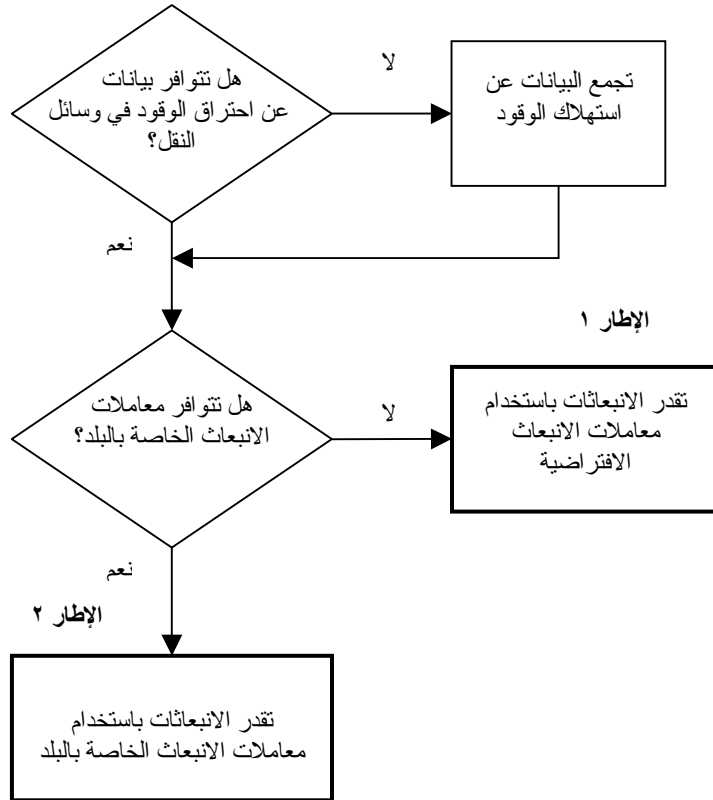 هل تتوافر بيانات
عن احتراق الوقود في وسائل
النقل؟
لا
تجمع البيانات عن
استهلاك الوقود
نعم
الإطار ١
هل تتوافر معاملات
الانبعاث الخاصة بالبلد؟
لا
تقدر الانبعاثات باستخدام
معاملات الانبعاث
الافتراضية
نعم
الإطار ٢
تقدر الانبعاثات باستخدام
معاملات الانبعاث الخاصة بالبلد